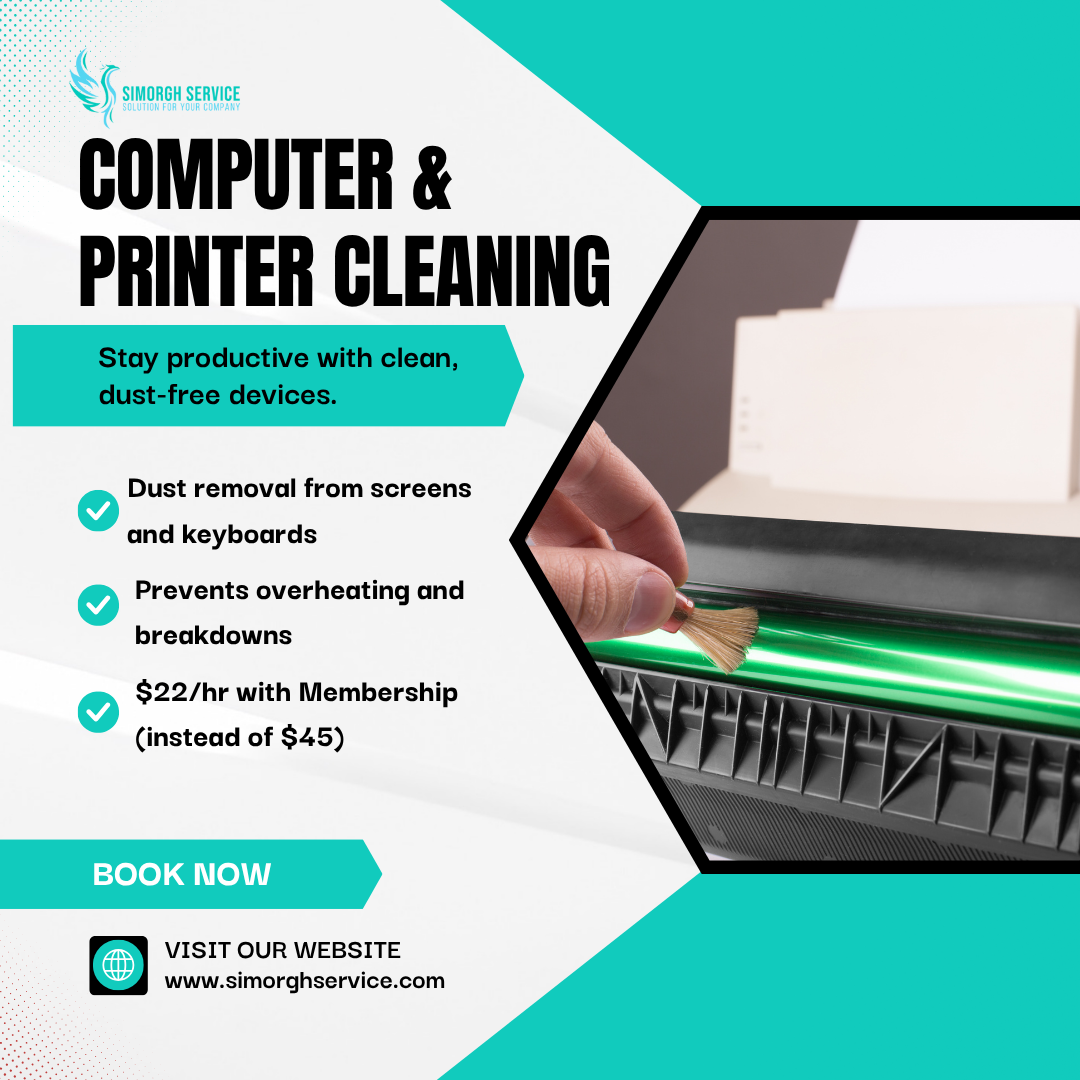 SIMORGH SERVICE
SOLUTION FOR YOUR COMPANY
COMPUTER &
PRINTER CLEANING
Stay productive with clean,
dust-free devices.
Dust removal from screens
and keyboards
Prevents overheating and
breakdowns
$22/hr with Membership
(instead of $45)
BOOK NOW
VISIT OUR WEBSITE
www.simorghservice.com